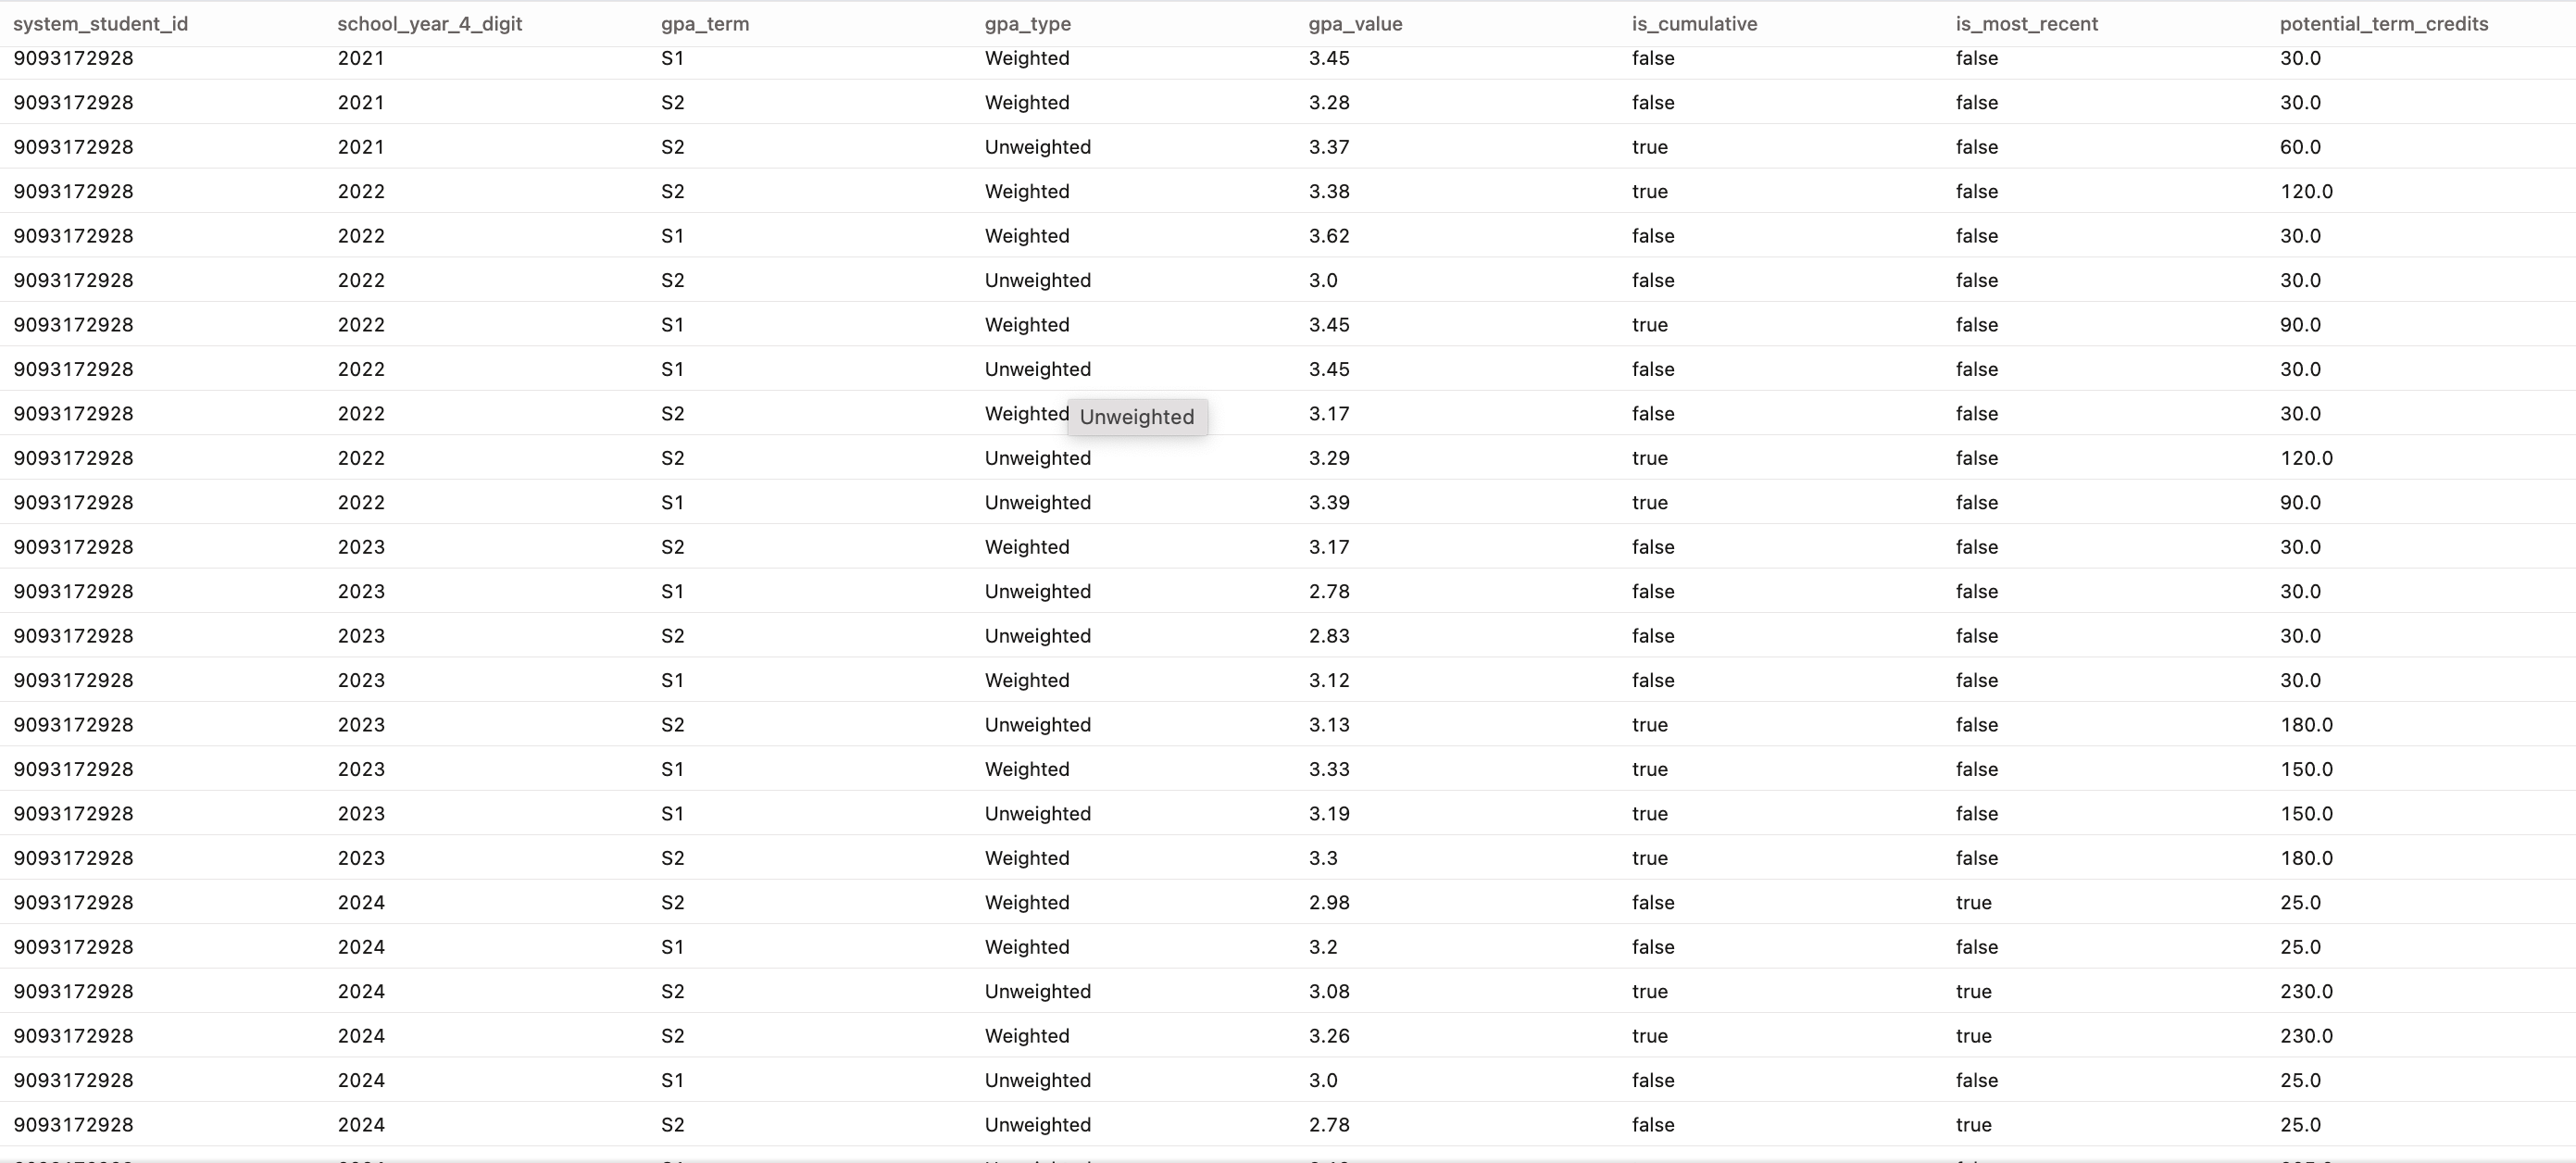 system_student_id school_year_4_digit gpa_term gpa_type gpa_value is_cumulative is_most_recent potential_term_credits
9093172928 2021 S1 Weighted 3.45 false false 30.0
9093172928 2021 S2 Weighted 3.28 false false 30.0
9093172928 2021 S2 Unweighted 3.37 true false 60.0
9093172928 2022 S2 Weighted 3.38 true false 120.0
9093172928 2022 S1 Weighted 3.62 false false 30.0
9093172928 2022 S2 Unweighted 3.0 false false 30.0
9093172928 2022 S1 Weighted 3.45 true false 90.0
9093172928 2022 S1 Unweighted 3.45 false false 30.0
9093172928 2022 S2 Weighted Unweighted 3.17 false false 30.0
9093172928 2022 S2 Unweighted 3.29 true false 120.0
9093172928 2022 S1 Unweighted 3.39 true false 90.0
9093172928 2023 S2 Weighted 3.17 false false 30.0
9093172928 2023 S1 Unweighted 2.78 false false 30.0
9093172928 2023 S2 Unweighted 2.83 false false 30.0
9093172928 2023 S1 Weighted 3.12 false false 30.0
9093172928 2023 S2 Unweighted 3.13 true false 180.0
9093172928 2023 S1 Weighted 3.33 true false 150.0
9093172928 2023 S1 Unweighted 3.19 true false 150.0
9093172928 2023 S2 Weighted 3.3 true false 180.0
9093172928 2024 S2 Weighted 2.98 false true 25.0
9093172928 2024 S1 Weighted 3.2 false false 25.0
9093172928 2024 S2 Unweighted 3.08 true true 230.0
9093172928 2024 S2 Weighted 3.26 true true 230.0
9093172928 2024 S1 Unweighted 3.0 false false 25.0
9093172928 2024 S2 Unweighted 2.78 false true 25.0